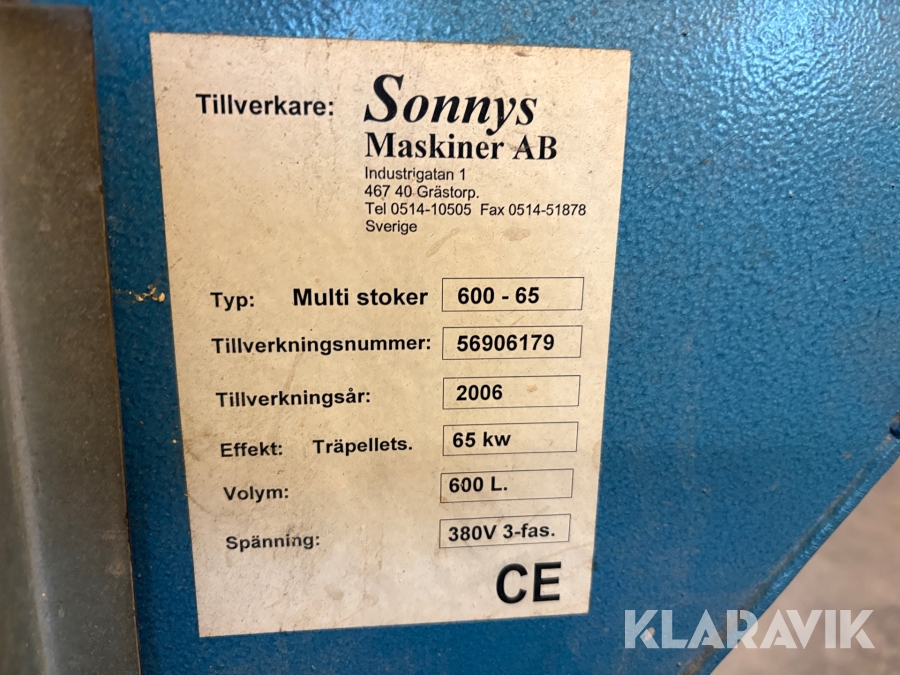 Tillverkare: Sonnys
Maskiner AB
Industrigatan 1
467 40 Grästorp.
Tel 0514-10505 Fax 0514-51878
Sverige
Typ: Multi stoker 600 - 65
Tillverkningsnummer: 56906179
Tillverkningsår: 2006
Effekt: Träpellets. 65 kw
Volym: 600 L.
Spänning: 380V 3-fas.
CE
KLARAVIK